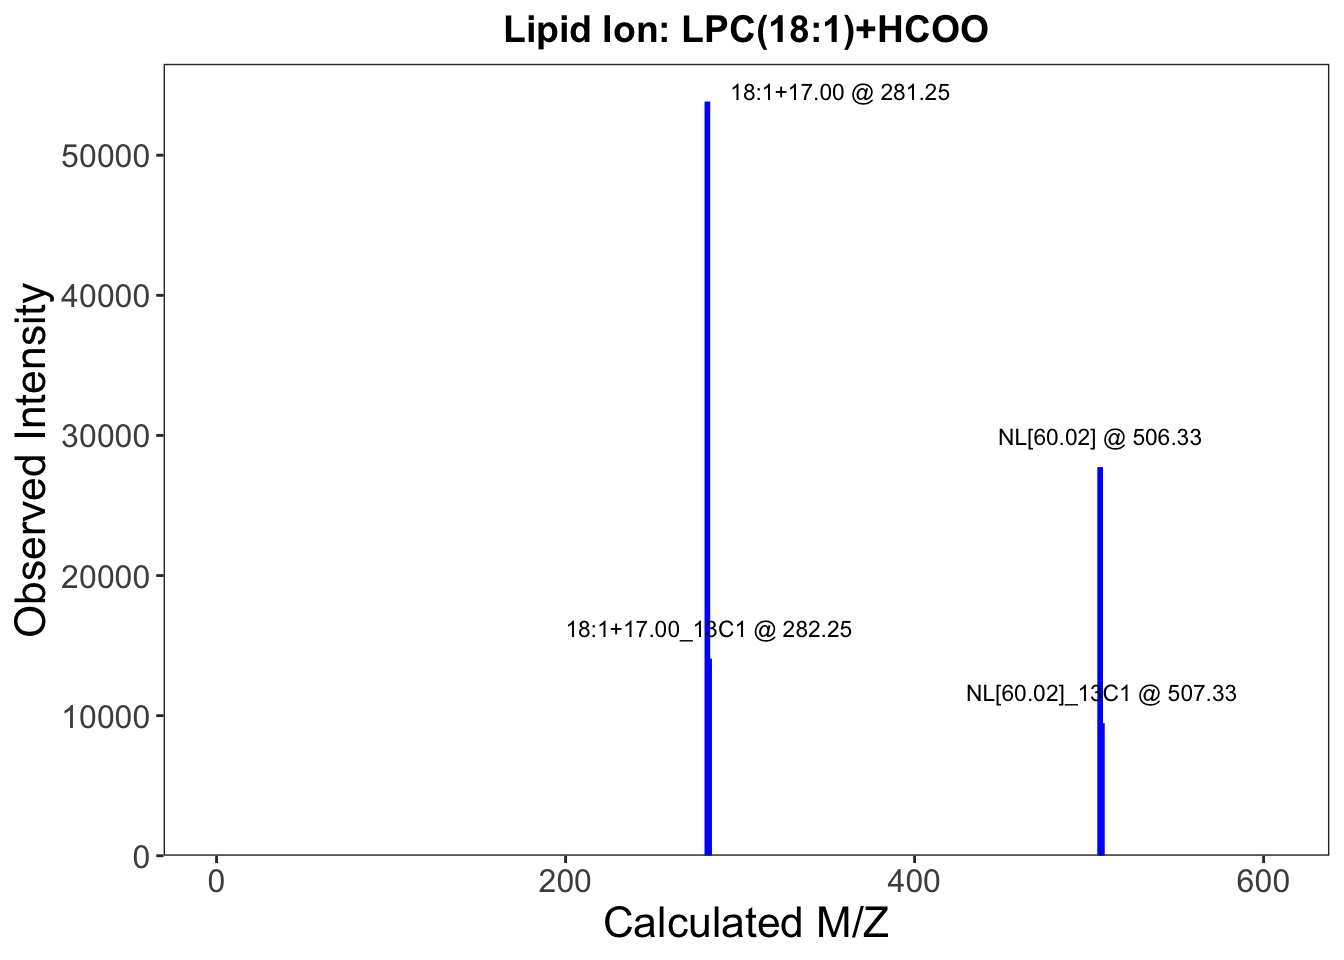 Lipid Ion: LPC(18:1)+HCOO
18:1+17.00 @ 281.25
50000
40000
30000
20000
10000
0
Observed Intensity
NL[60.02] @ 506.33
18:1+17.00_13C1 @ 282.25
NL[60.02]_13C1 @ 507.33
0 200 400 600
Calculated M/Z